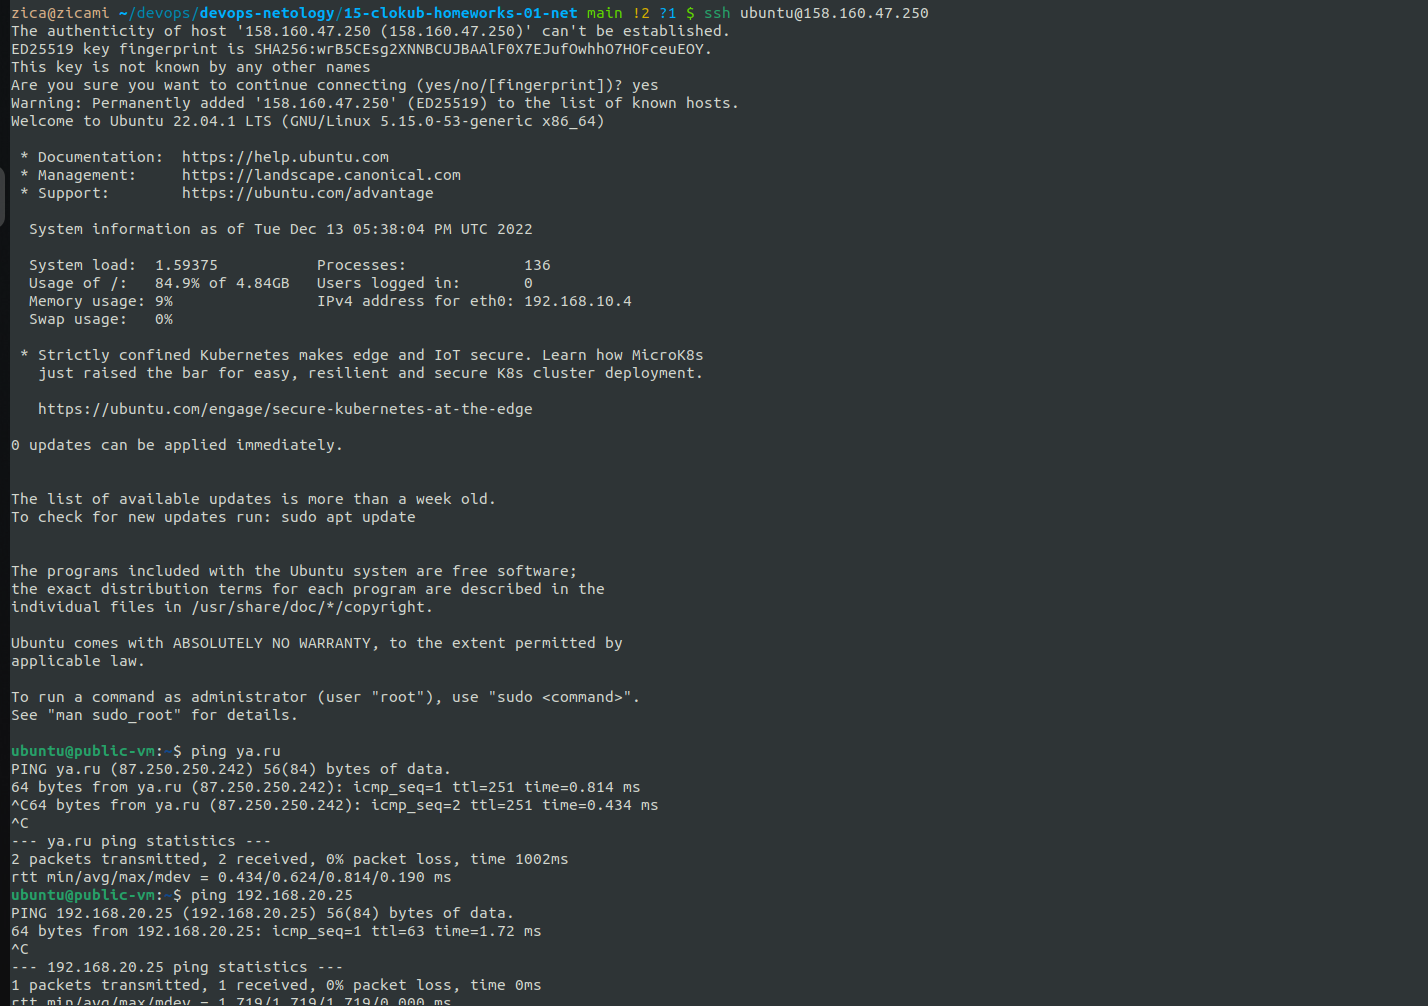 zica@zicami ~/devops/devops-netology/15-clokub-homeworks-01-net main !2 ?1 $ ssh ubuntu@158.160.47.250
The authenticity of host '158.160.47.250 (158.160.47.250)' can't be established.
ED25519 key fingerprint is SHA256:wrB5CEsg2XNNBCUJBAAlF0X7EJufOwhhO7HOFceuEOY.
This key is not known by any other names
Are you sure you want to continue connecting (yes/no/[fingerprint])? yes
Warning: Permanently added '158.160.47.250' (ED25519) to the list of known hosts.
Welcome to Ubuntu 22.04.1 LTS (GNU/Linux 5.15.0-53-generic x86_64)
* Documentation:  https://help.ubuntu.com
* Management:     https://landscape.canonical.com
* Support:        https://ubuntu.com/advantage
System information as of Tue Dec 13 05:38:04 PM UTC 2022
System load:  1.59375           Processes:             136
Usage of /:   84.9% of 4.84GB   Users logged in:       0
Memory usage: 9%                IPv4 address for eth0: 192.168.10.4
Swap usage:   0%
* Strictly confined Kubernetes makes edge and IoT secure. Learn how MicroK8s
just raised the bar for easy, resilient and secure K8s cluster deployment.
https://ubuntu.com/engage/secure-kubernetes-at-the-edge
0 updates can be applied immediately.
The list of available updates is more than a week old.
To check for new updates run: sudo apt update
The programs included with the Ubuntu system are free software;
the exact distribution terms for each program are described in the
individual files in /usr/share/doc/*/copyright.
Ubuntu comes with ABSOLUTELY NO WARRANTY, to the extent permitted by
applicable law.
To run a command as administrator (user "root"), use "sudo <command>".
See "man sudo_root" for details.
ubuntu@public-vm:~$ ping ya.ru
PING ya.ru (87.250.250.242) 56(84) bytes of data.
64 bytes from ya.ru (87.250.250.242): icmp_seq=1 ttl=251 time=0.814 ms
^C64 bytes from ya.ru (87.250.250.242): icmp_seq=2 ttl=251 time=0.434 ms
^C
--- ya.ru ping statistics ---
2 packets transmitted, 2 received, 0% packet loss, time 1002ms
rtt min/avg/max/mdev = 0.434/0.624/0.814/0.190 ms
ubuntu@public-vm:~$ ping 192.168.20.25
PING 192.168.20.25 (192.168.20.25) 56(84) bytes of data.
64 bytes from 192.168.20.25: icmp_seq=1 ttl=63 time=1.72 ms
^C
--- 192.168.20.25 ping statistics ---
1 packets transmitted, 1 received, 0% packet loss, time 0ms
rtt min/avg/max/mdev = 1.719/1.719/1.719/0.000 ms